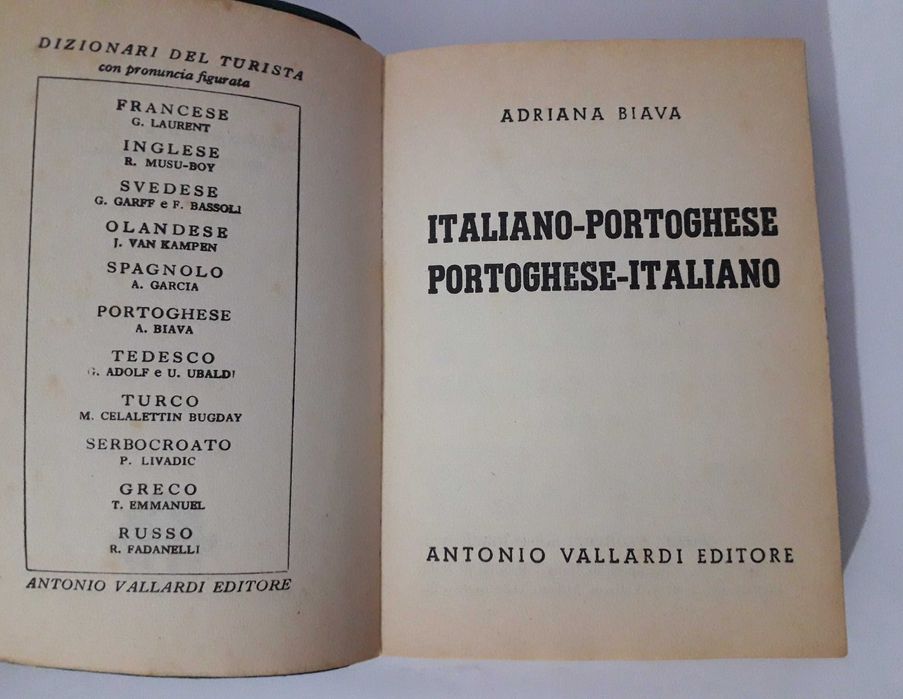 DIZIONARI DEL TURISTA
con pronuncia figurata
FRANCESE
G. LAURENT
INGLESE
R. MUSU-BOY
SVEDESE
G. GARFF e F. BASSOLI
OLANDESE
J. VAN KAMPEN
SPAGNOLO
A. GARCIA
PORTOGHESE
A. BIAVA
TEDESCO
G. ADOLF e U. UBALDI
TURCO
M. CELALETTIN BUGDAY
SERBOCROATO
P. LIVADIC
GRECO
T. EMMANUEL
RUSSO
R. FADANELLI
ANTONIO VALLARDI EDITORE
ADRIANA BIAVA
ITALIANO-PORTOGHESE
PORTOGHESE-ITALIANO
ANTONIO VALLARDI EDITORE